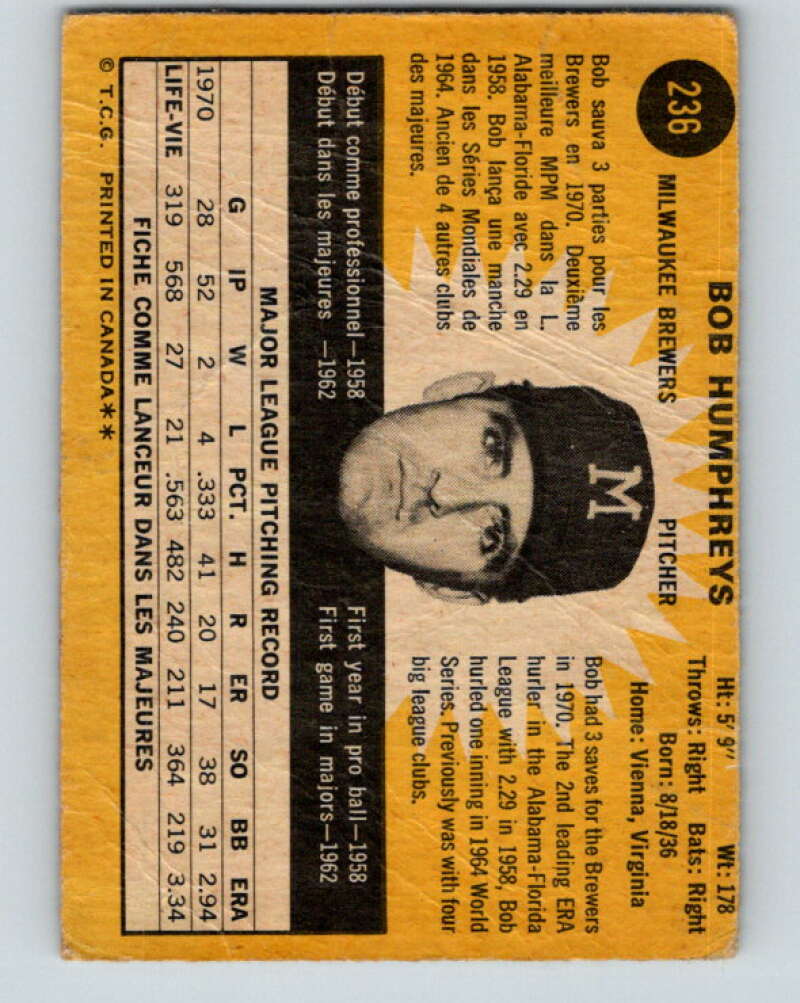 236
BOB HUMPHREYS
MILWAUKEE BREWERS PITCHER
Ht: 5' 9" Wt: 178
Throws: Right Bats: Right
Born: 8/18/36
Home: Vienna, Virginia
Bob sauva 3 parties pour les
Brewers en 1970. Deuxième
meilleure MPM dans la L.
Alabama-Floride avec 2.29 en
1958. Bob lança une manche
dans les Séries Mondiales de
1964. Ancien de 4 autres clubs
des majeures.
M
Bob had 3 saves for the Brewers
in 1970. The 2nd leading ERA
hurler in the Alabama-Florida
League with 2.29 in 1958, Bob
hurled one inning in 1964 World
Series. Previously was with four
big league clubs.
Début comme professionnel—1958
Début dans les majeures —1962
First year in pro ball—1958
First game in majors—1962
MAJOR LEAGUE PITCHING RECORD
G IP W L PCT. H R ER SO BB ERA
1970 28 52 2 4 .333 41 20 17 38 31 2.94
LIFE-VIE 319 568 27 21 .563 482 240 211 364 219 3.34
FICHE COMME LANCEUR DANS LES MAJEURES
© T.C.G. PRINTED IN CANADA**